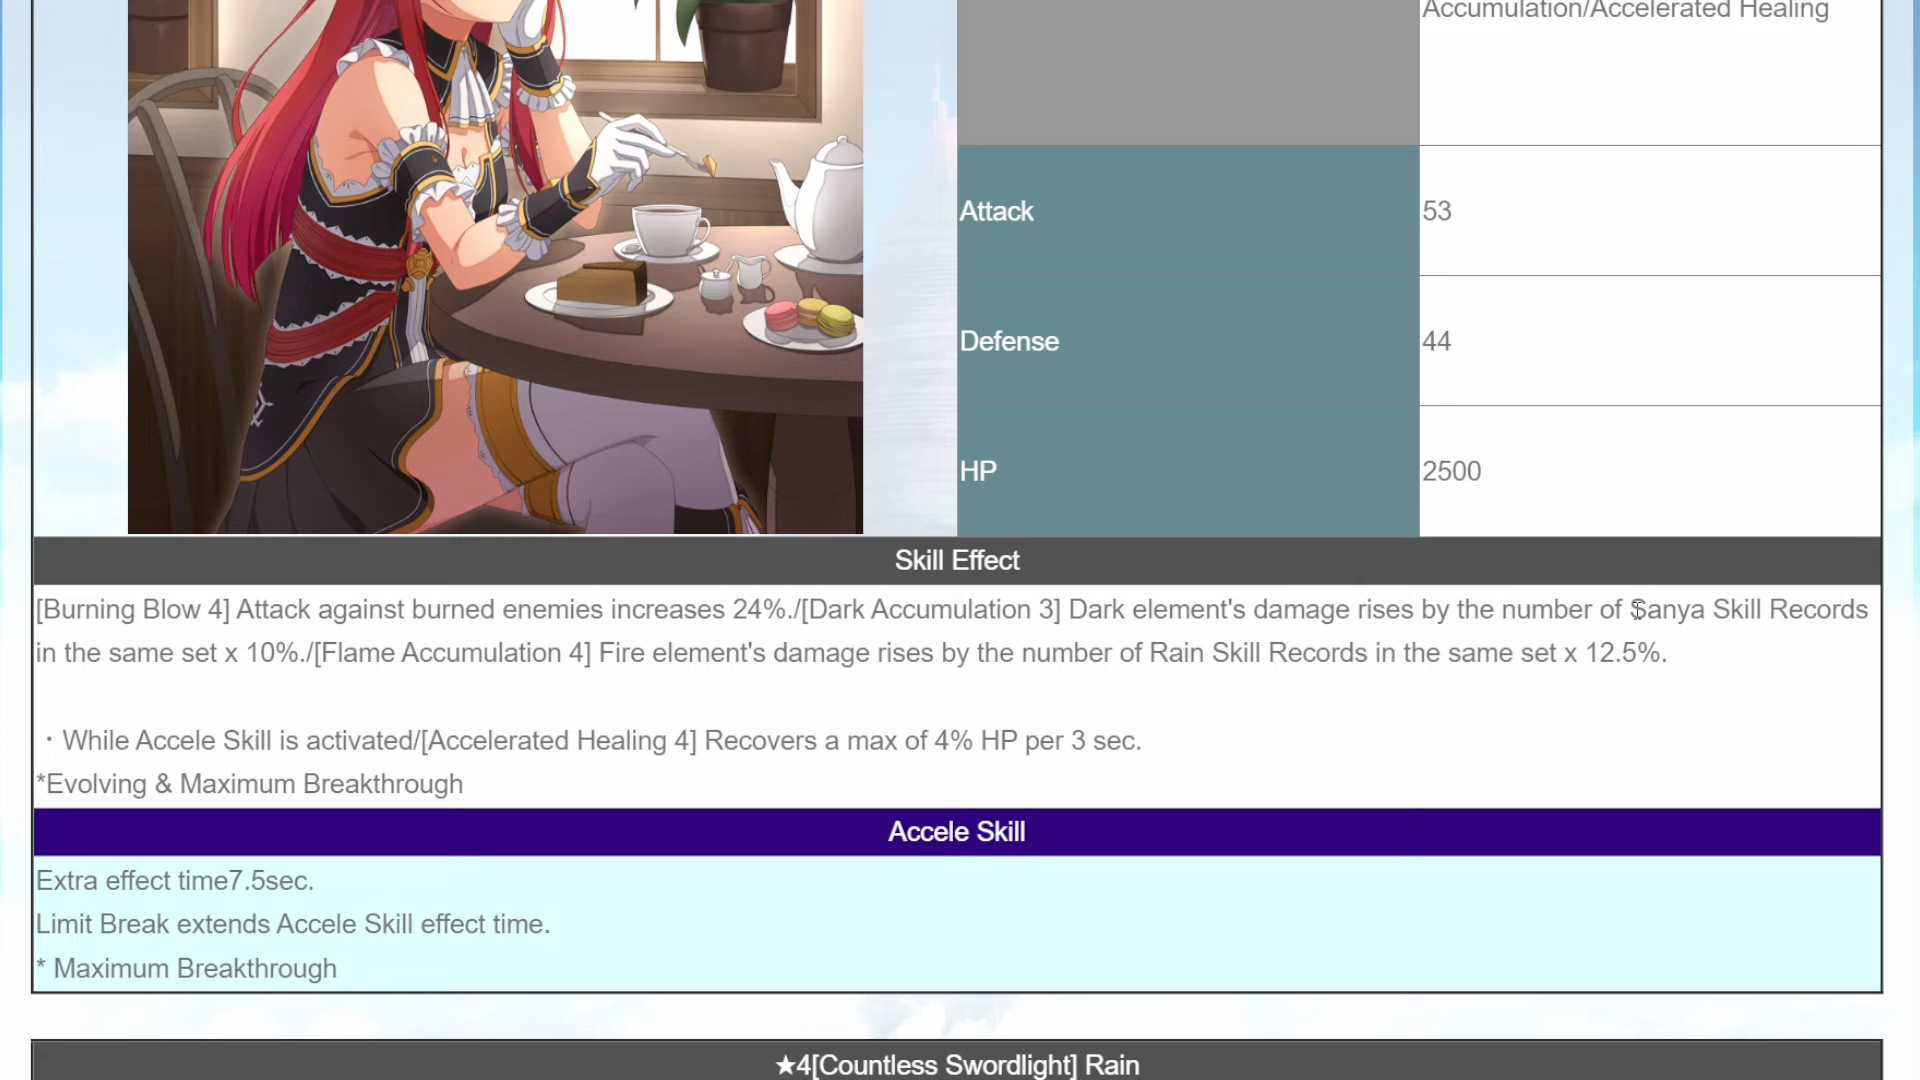 Accumulation/Accelerated Healing
Attack
53
Defense
44
HP
2500
Skill Effect
[Burning Blow 4] Attack against burned enemies increases 24%./[Dark Accumulation 3] Dark element's damage rises by the number of Sanya Skill Records
in the same set x 10%./[Flame Accumulation 4] Fire element's damage rises by the number of Rain Skill Records in the same set x 12.5%.
・While Accele Skill is activated/[Accelerated Healing 4] Recovers a max of 4% HP per 3 sec.
*Evolving & Maximum Breakthrough
Accele Skill
Extra effect time7.5sec.
Limit Break extends Accele Skill effect time.
* Maximum Breakthrough
★4[Countless Swordlight] Rain